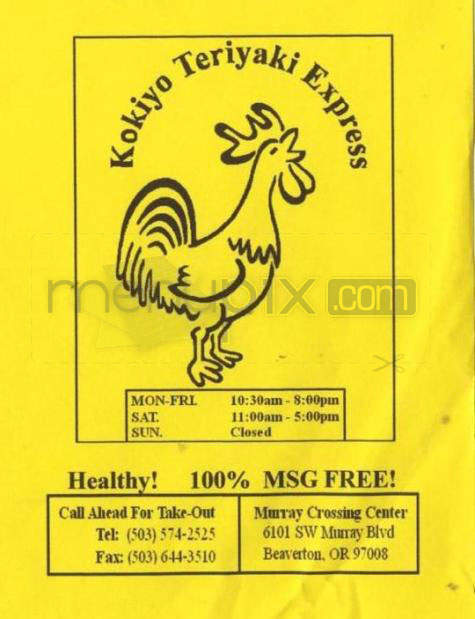 Kokiyo Teriyaki Express
menupix.com
MON-FRI. 10:30am - 8:00pm
SAT. 11:00am - 5:00pm
SUN. Closed
Healthy! 100% MSG FREE!
Call Ahead For Take-Out
Tel: (503) 574-2525
Fax: (503) 644-3510
Murray Crossing Center
6101 SW Murray Blvd
Beaverton, OR 97008